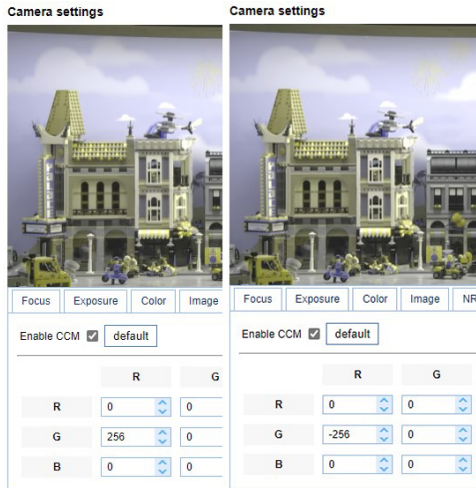 Camera settings
Focus Exposure Color Image
Enable CCM default
R G
R 0 0
G 256 0
B 0 0
Camera settings
PALACE
Focus Exposure Color Image NR
Enable CCM default
R G
R 0 0
G -256 0
B 0 0